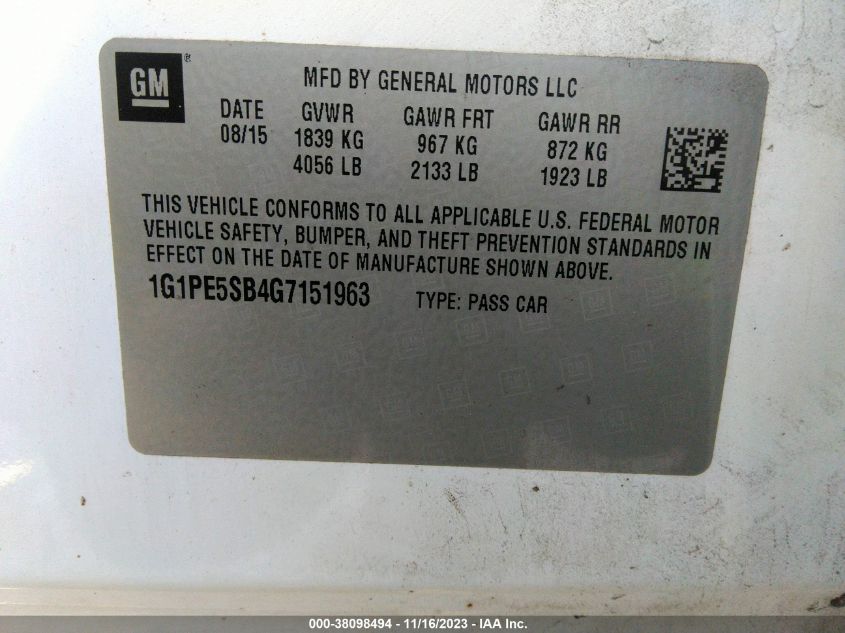 GM®
MFD BY GENERAL MOTORS LLC
DATE GVWR GAWR FRT GAWR RR
08/15 1839 KG 967 KG 872 KG
4056 LB 2133 LB 1923 LB
THIS VEHICLE CONFORMS TO ALL APPLICABLE U.S. FEDERAL MOTOR
VEHICLE SAFETY, BUMPER, AND THEFT PREVENTION STANDARDS IN
EFFECT ON THE DATE OF MANUFACTURE SHOWN ABOVE.
1G1PE5SB4G7151963 TYPE: PASS CAR
000-38098494 - 11/16/2023 - IAA Inc.